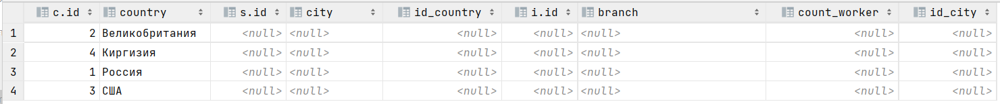 c.id country s.id city id_country i.id branch count_worker id_city
1 2 Великобритания <null> <null> <null> <null> <null> <null> <null>
2 4 Киргизия <null> <null> <null> <null> <null> <null> <null>
3 1 Россия <null> <null> <null> <null> <null> <null> <null>
4 3 США <null> <null> <null> <null> <null> <null> <null>